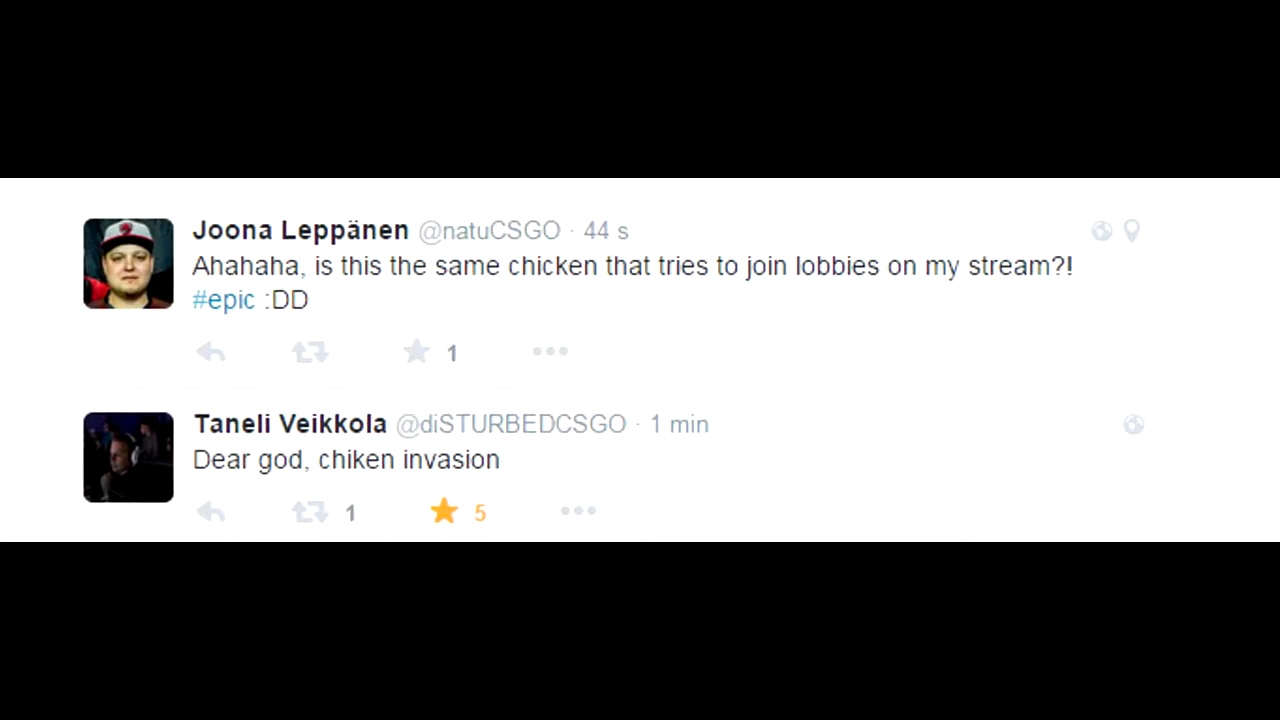 Joona Leppänen @natuCSGO · 44 s
Ahahaha, is this the same chicken that tries to join lobbies on my stream?!
#epic :DD
1
Taneli Veikkola @diSTURBEDCSGO · 1 min
Dear god, chiken invasion
1 5